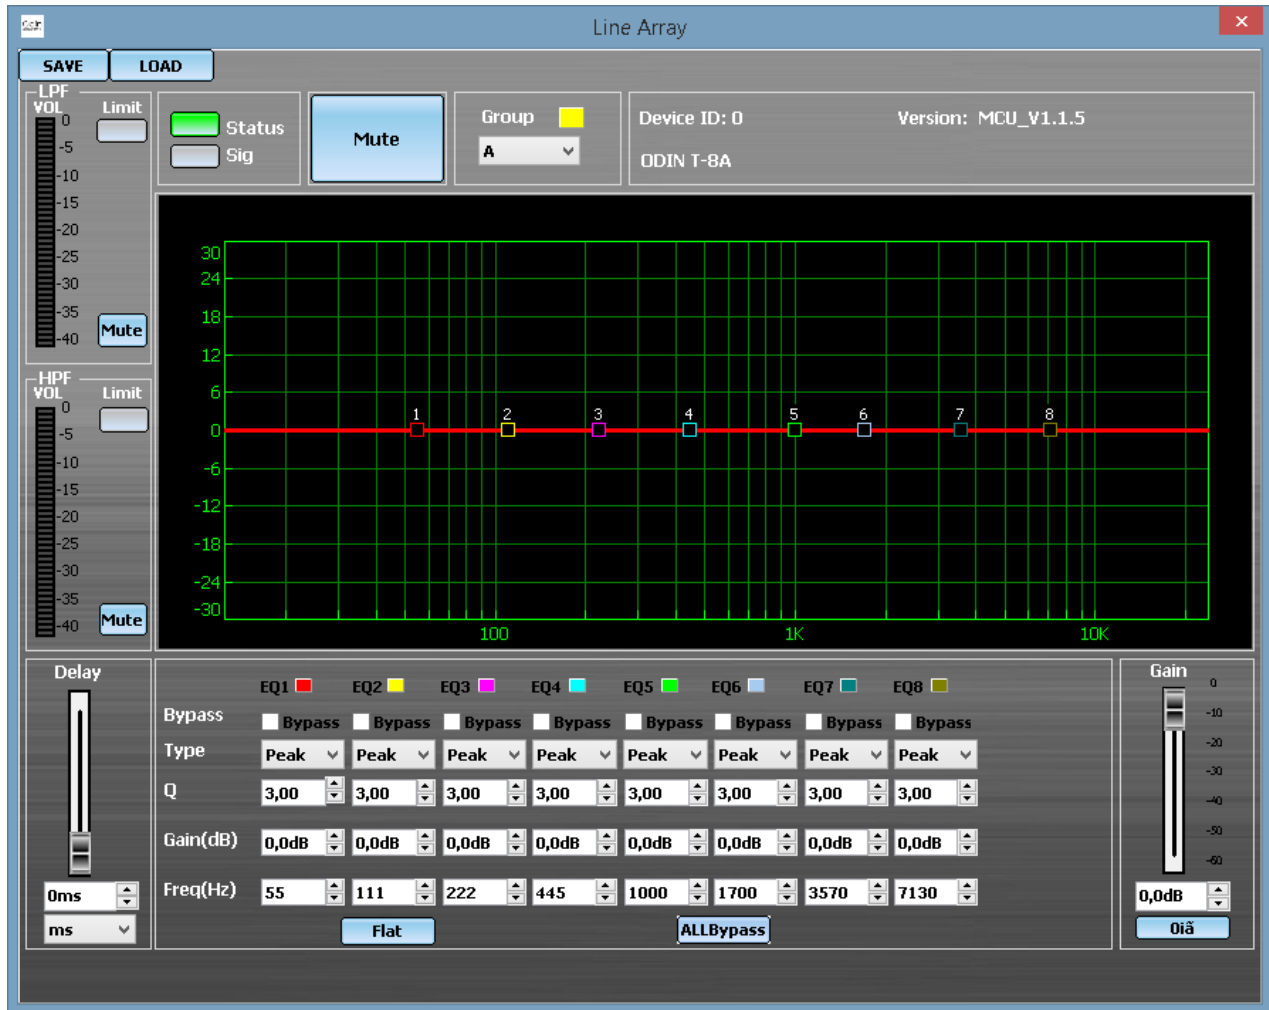 Line Array
SAVE LOAD
LPF
VOL Limit
0
-5
-10
-15
-20
-25
-30
-35
-40
Mute
HPF
VOL Limit
0
-5
-10
-15
-20
-25
-30
-35
-40
Mute
Status
Sig
Mute
Group
A
Device ID: 0 Version: MCU_V1.1.5
ODIN T-8A
30
24
18
12
6
0
-6
-12
-18
-24
-30
1 2 3 4 5 6 7 8
100 1K 10K
Delay
0ms
ms
EQ1 EQ2 EQ3 EQ4 EQ5 EQ6 EQ7 EQ8
Bypass Bypass Bypass Bypass Bypass Bypass Bypass Bypass Bypass
Type Peak Peak Peak Peak Peak Peak Peak Peak
Q 3,00 3,00 3,00 3,00 3,00 3,00 3,00 3,00
Gain(dB) 0,0dB 0,0dB 0,0dB 0,0dB 0,0dB 0,0dB 0,0dB 0,0dB
Freq(Hz) 55 111 222 445 1000 1700 3570 7130
Flat ALLBypass
Gain
0
-10
-20
-30
-40
-50
-60
0,0dB
0iã